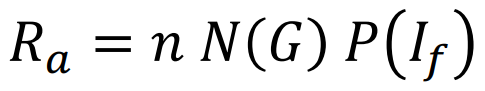 R_a = n N(G) P(I_f)